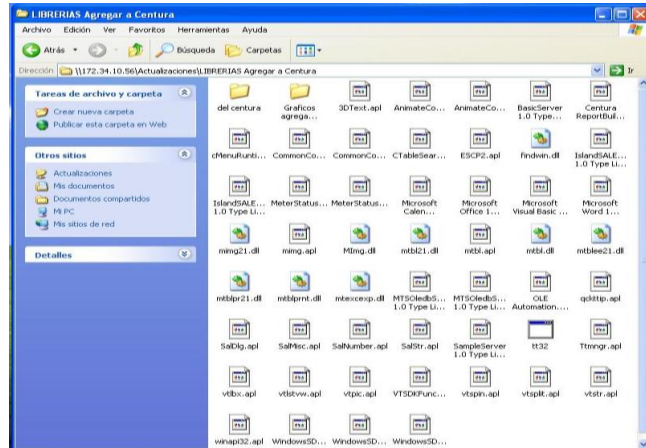 LIBRERIAS Agregar a Centura
Archivo Edición Ver Favoritos Herramientas Ayuda
Atrás Búsqueda Carpetas
Dirección \\172.34.10.56\Actualizaciones\LIBRERIAS Agregar a Centura Ir
Tareas de archivo y carpeta
Crear nueva carpeta
Publicar esta carpeta en Web
Otros sitios
Actualizaciones
Mis documentos
Documentos compartidos
Mi PC
Mis sitios de red
Detalles
del centura Graficos 3DText.apl AnimateCo... AnimateCo... BasicServer Centura
agrega... 1.0 Type... ReportBuil...
cMenuRunti... CommonCo... CommonCo... CTableSear... ESCP2.apl findwin.dll IslandSALE...
1.0 Type Li...
IslandSALE... MeterStatus... MeterStatus... Microsoft Microsoft Microsoft Microsoft
1.0 Type Li... Calen... Office 1... Visual Basic ... Word 1...
mimg21.dll mimg.apl MImg.dll mtbl21.dll mtbl.apl mtbl.dll mtblee21.dll
mtblpr21.dll mtblprnt.dll mtexcexp.dll MTSOledbS... MTSOledbS... OLE qckttip.apl
1.0 Type Li... 1.0 Type Li... Automation....
SalDlg.apl SalMisc.apl SalNumber.apl SalStr.apl SampleServer tt32 Ttmngr.apl
1.0 Type Li...
vtlbx.apl vtlstvw.apl vtpic.apl VTSDKFunc... vtspin.apl vtsplit.apl vtstr.apl
winapi32.apl WindowsSD... WindowsSD... WindowsSD...